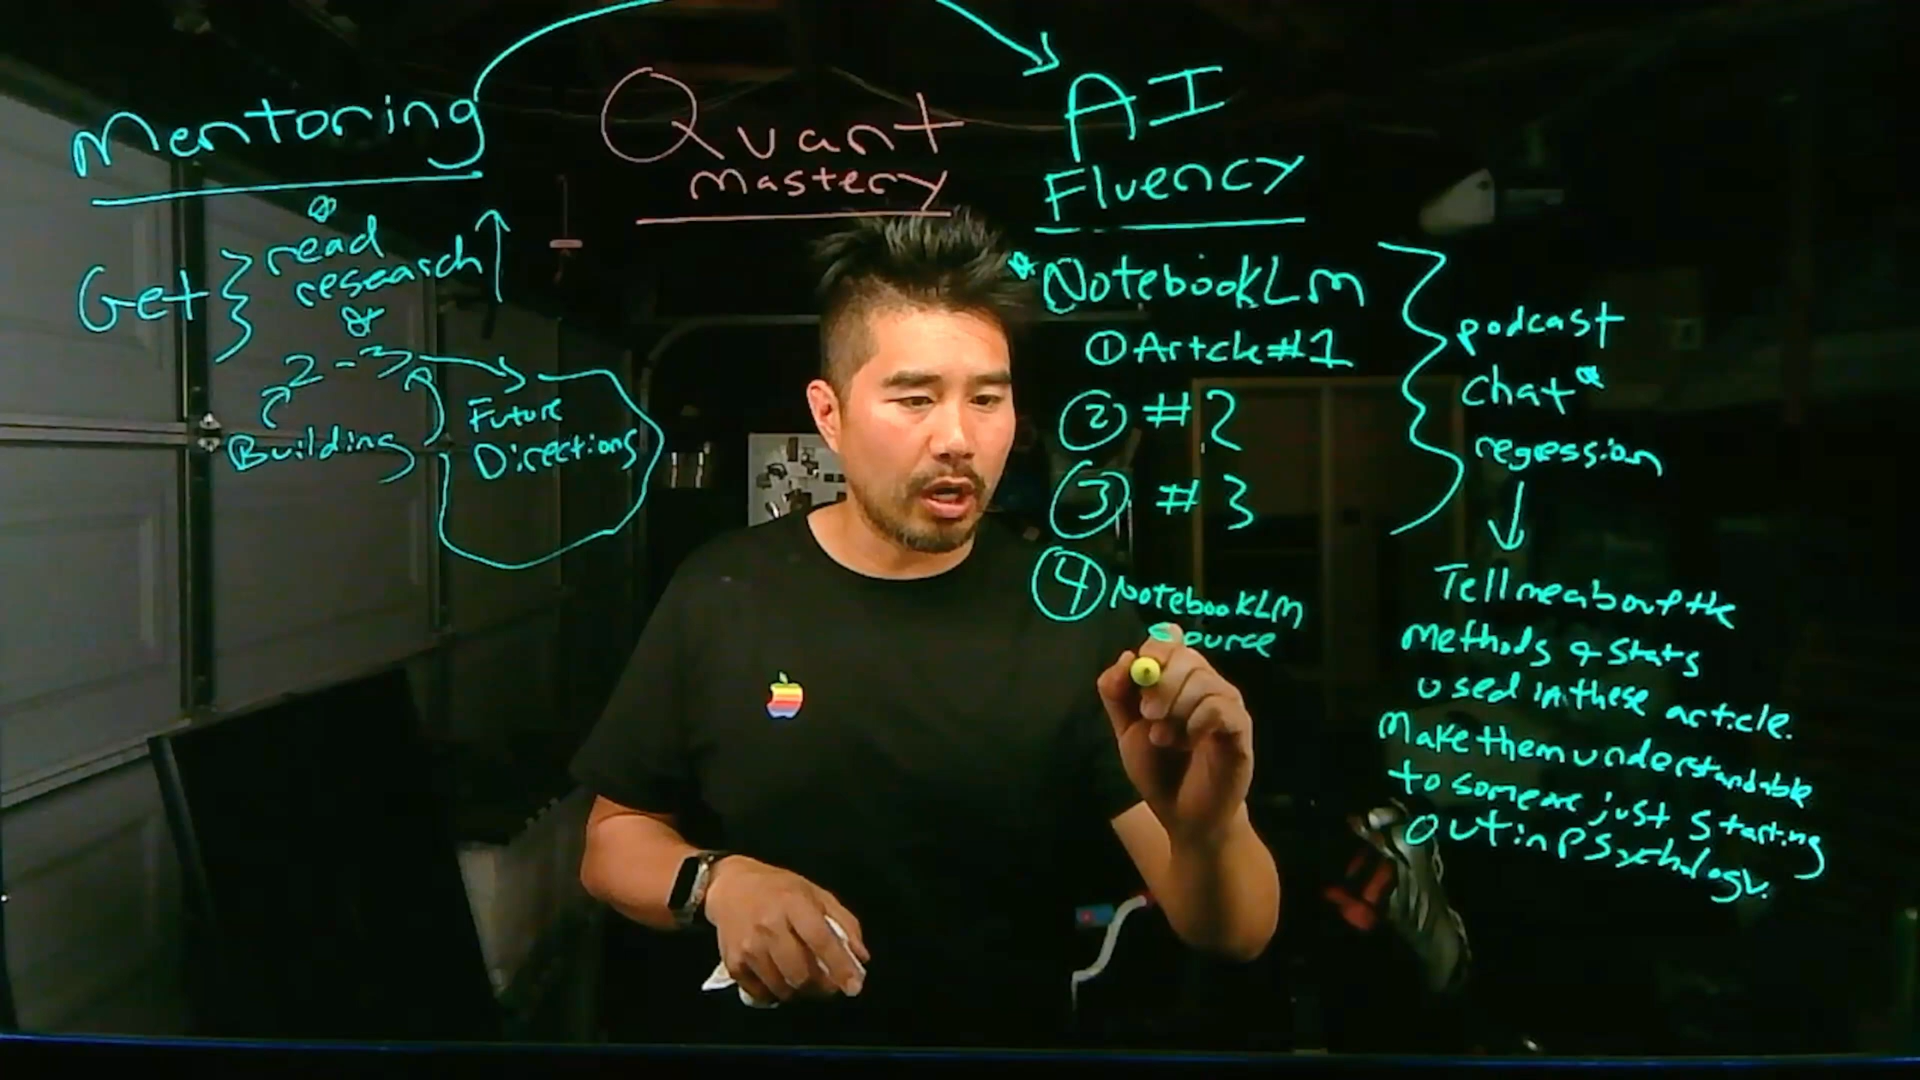 Mentoring
Get
read
research
2-3
Building
Future
Directions
Quant
mastery
AI
Fluency
NotebookLM
① Artcle #1
② #2
③ #3
④ NotebookLM
source
podcast
chat
regression
Tell me about the
methods & stats
used in these article.
Make them understandable
to someone just starting
out in psychology.